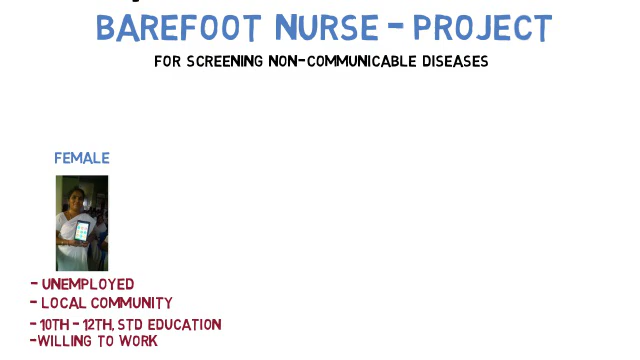 BAREFOOT NURSE - PROJECT
FOR SCREENING NON-COMMUNICABLE DISEASES
FEMALE
- UNEMPLOYED
- LOCAL COMMUNITY
- 10TH - 12TH, STD EDUCATION
-WILLING TO WORK